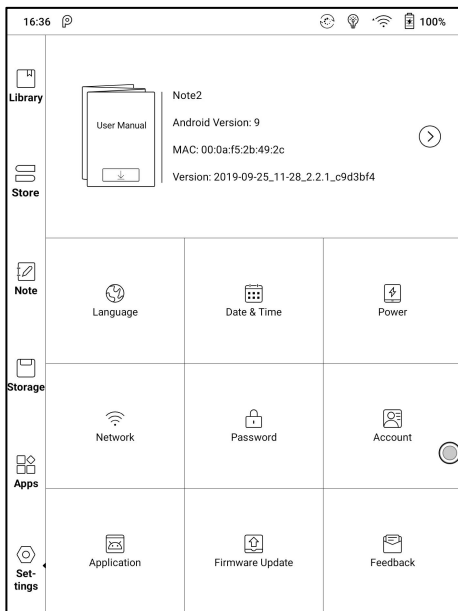 16:36
100%
Library
Store
Note
Storage
Apps
Set-
tings
User Manual
Note2
Android Version: 9
MAC: 00:0a:f5:2b:49:2c
Version: 2019-09-25_11-28_2.2.1_c9d3bf4
Language
Date & Time
Power
Network
Password
Account
Application
Firmware Update
Feedback